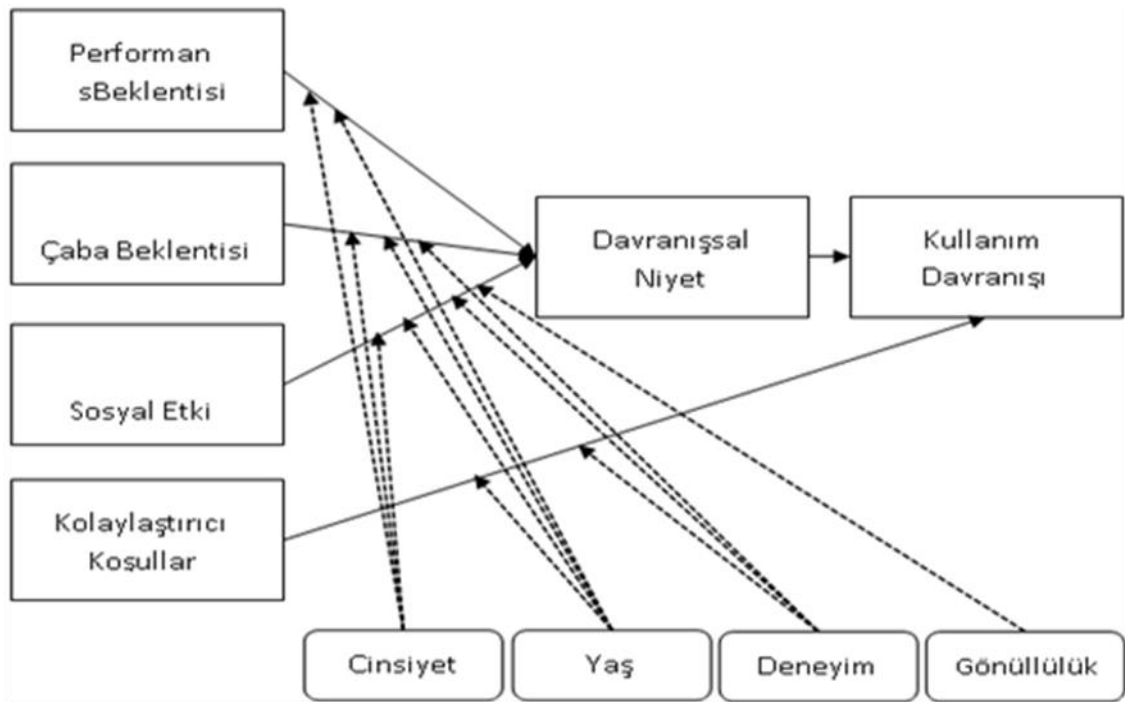 Performan
sBeklentisi
Çaba Beklentisi
Sosyal Etki
Kolaylaştırıcı
Koşullar
Davranışsal
Niyet
Kullanım
Davranışı
Cinsiyet
Yaş
Deneyim
Gönüllülük